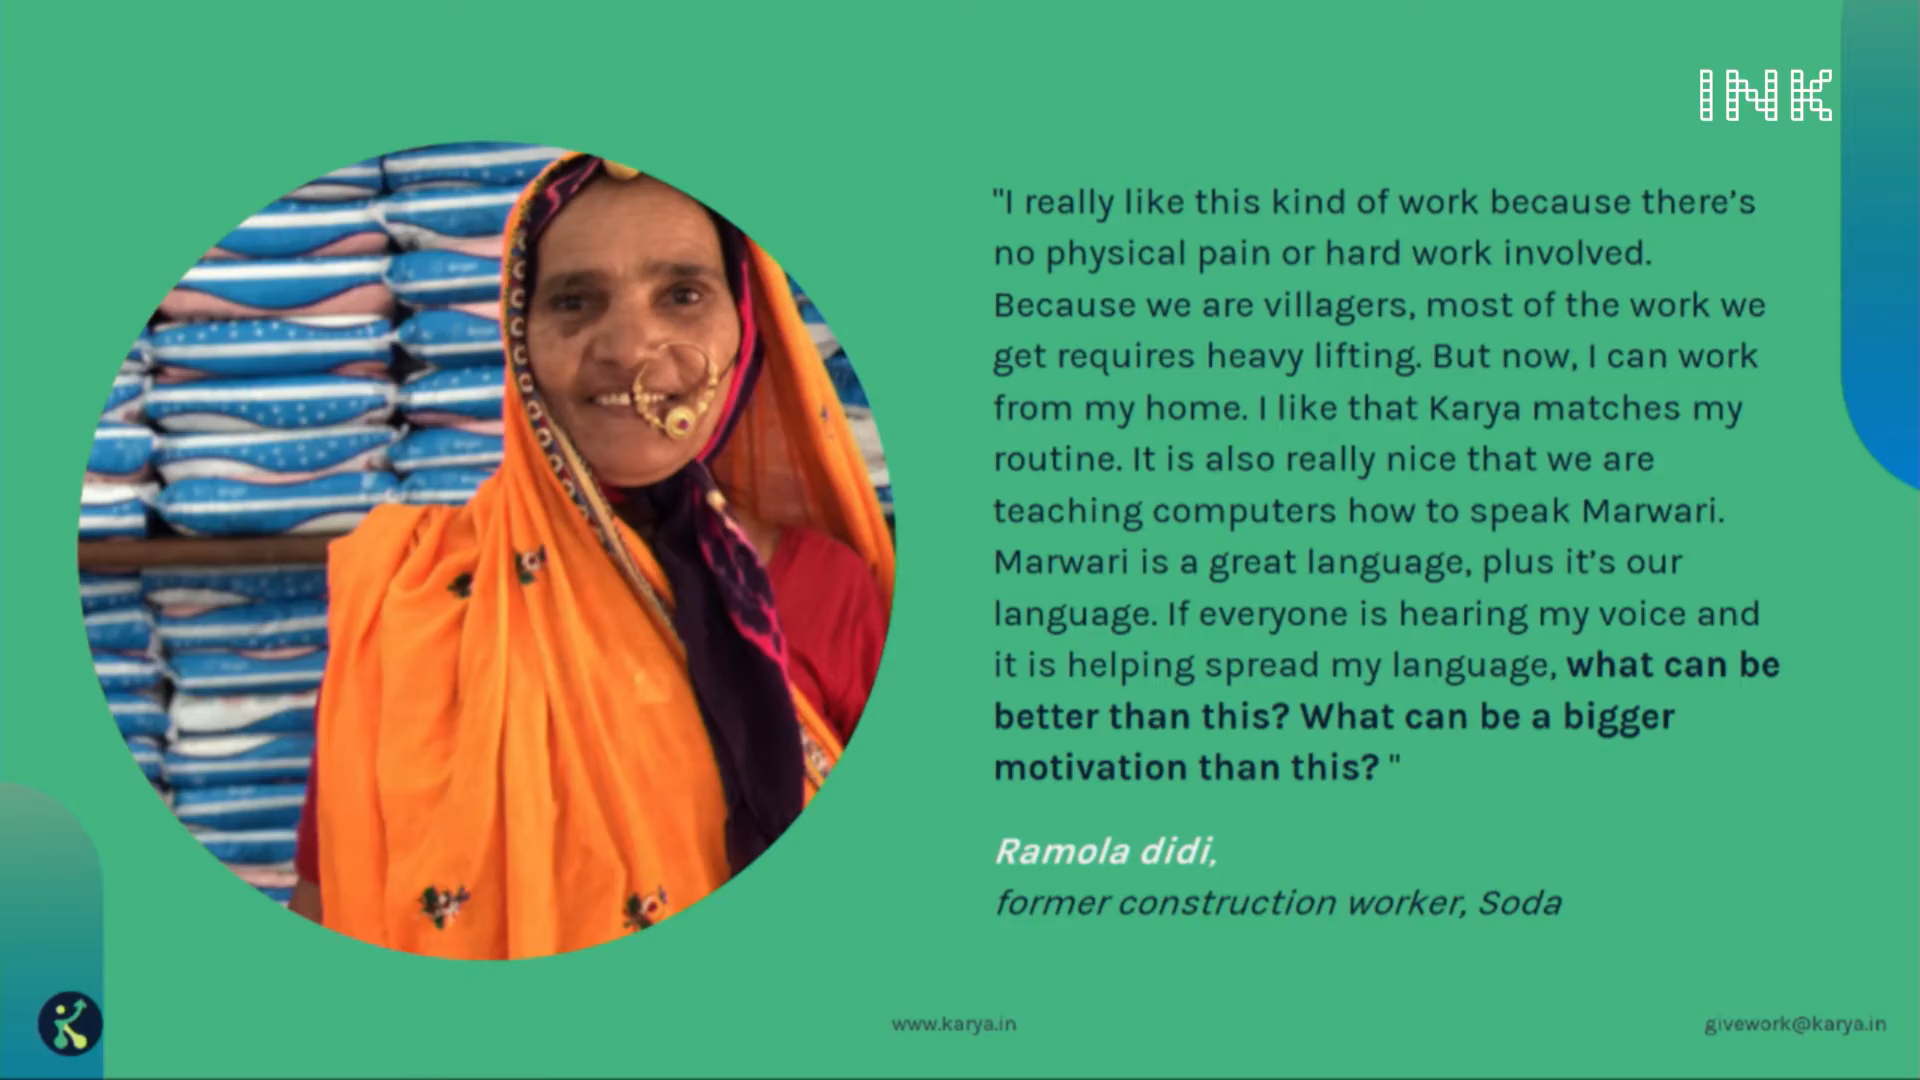 INK
"I really like this kind of work because there’s
no physical pain or hard work involved.
Because we are villagers, most of the work we
get requires heavy lifting. But now, I can work
from my home. I like that Karya matches my
routine. It is also really nice that we are
teaching computers how to speak Marwari.
Marwari is a great language, plus it’s our
language. If everyone is hearing my voice and
it is helping spread my language, what can be
better than this? What can be a bigger
motivation than this? "
Ramola didi,
former construction worker, Soda
www.karya.in
givework@karya.in